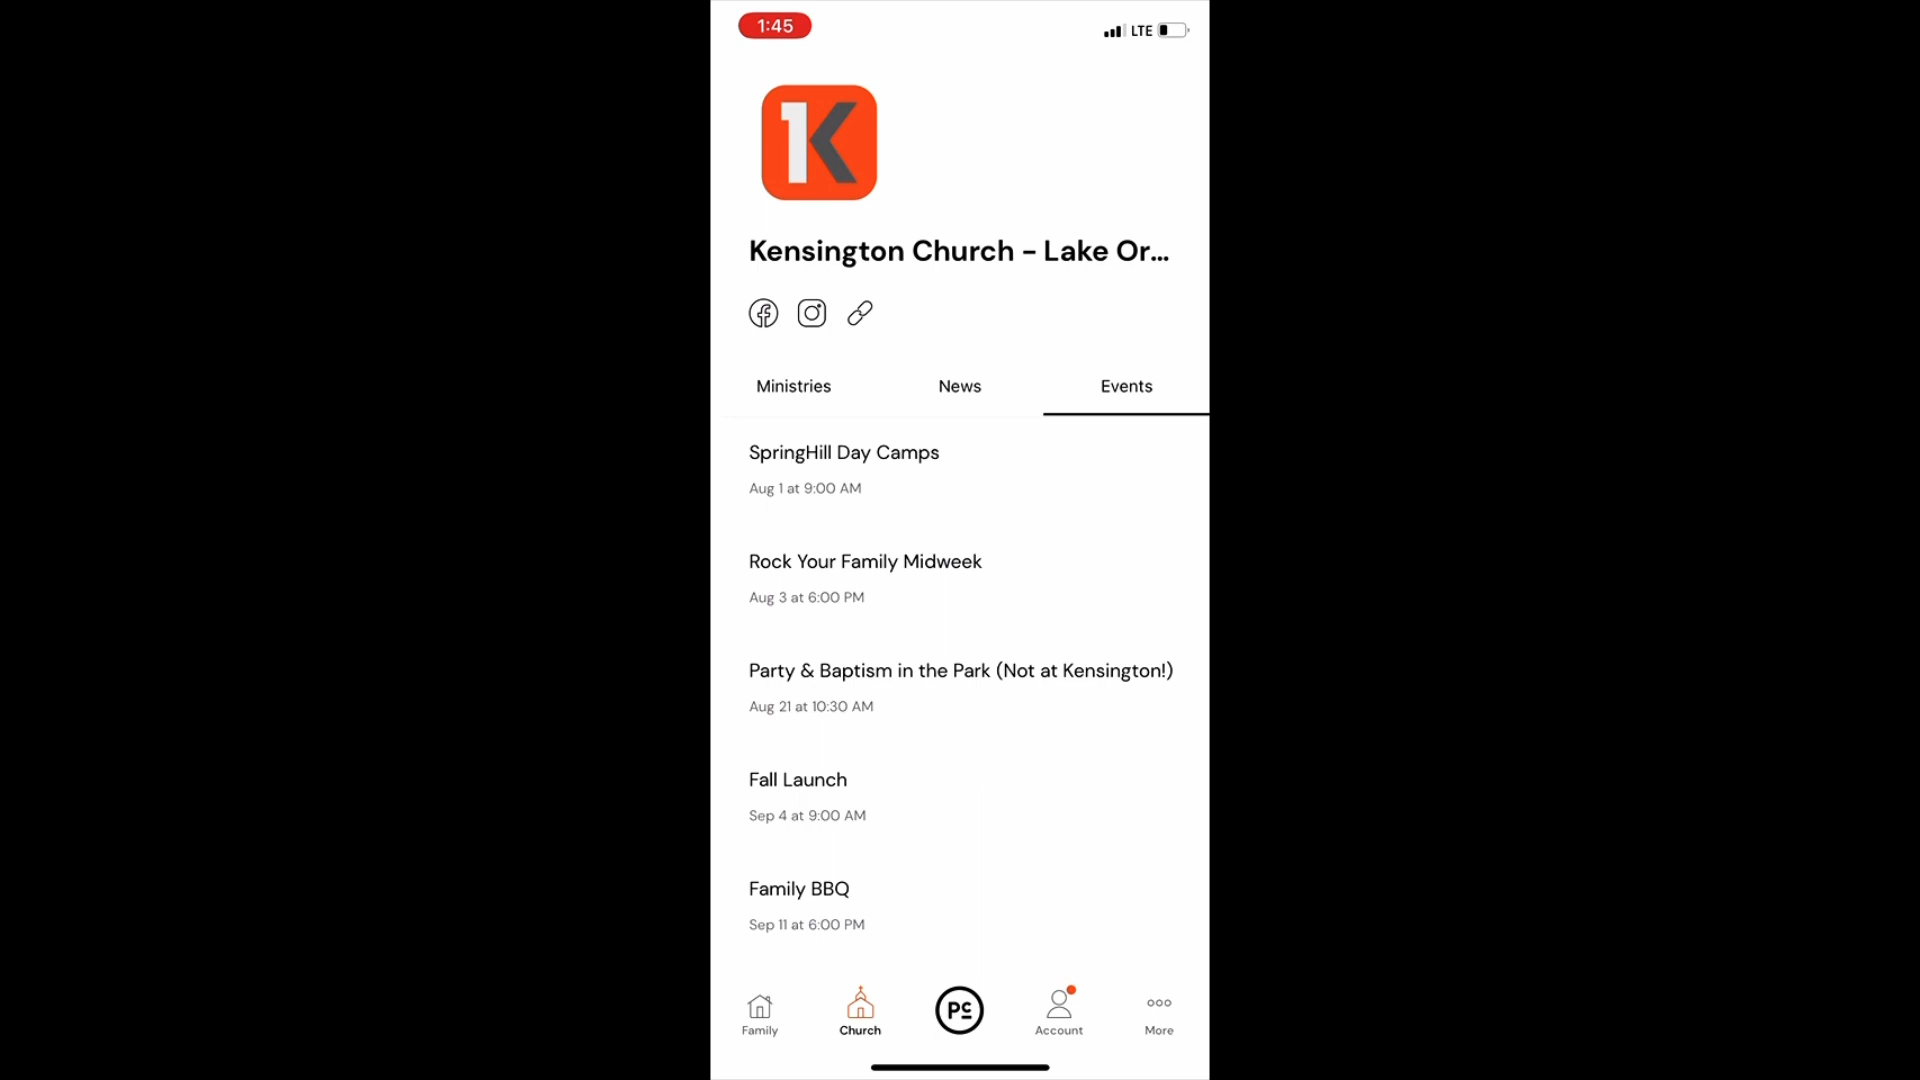 1:45
LTE
1K
Kensington Church - Lake Or...
Ministries
News
Events
SpringHill Day Camps
Aug 1 at 9:00 AM
Rock Your Family Midweek
Aug 3 at 6:00 PM
Party & Baptism in the Park (Not at Kensington!)
Aug 21 at 10:30 AM
Fall Launch
Sep 4 at 9:00 AM
Family BBQ
Sep 11 at 6:00 PM
Family
Church
PC
Account
More